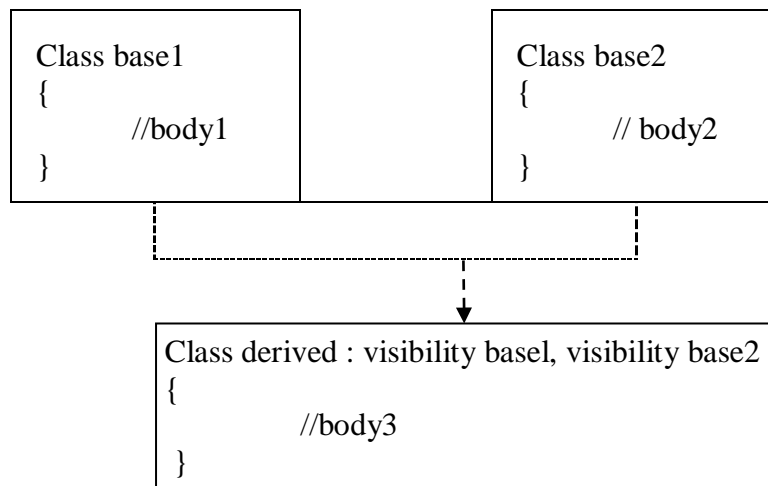 Class base1
{
//body1
}
Class base2
{
// body2
}
Class derived : visibility basel, visibility base2
{
//body3
}